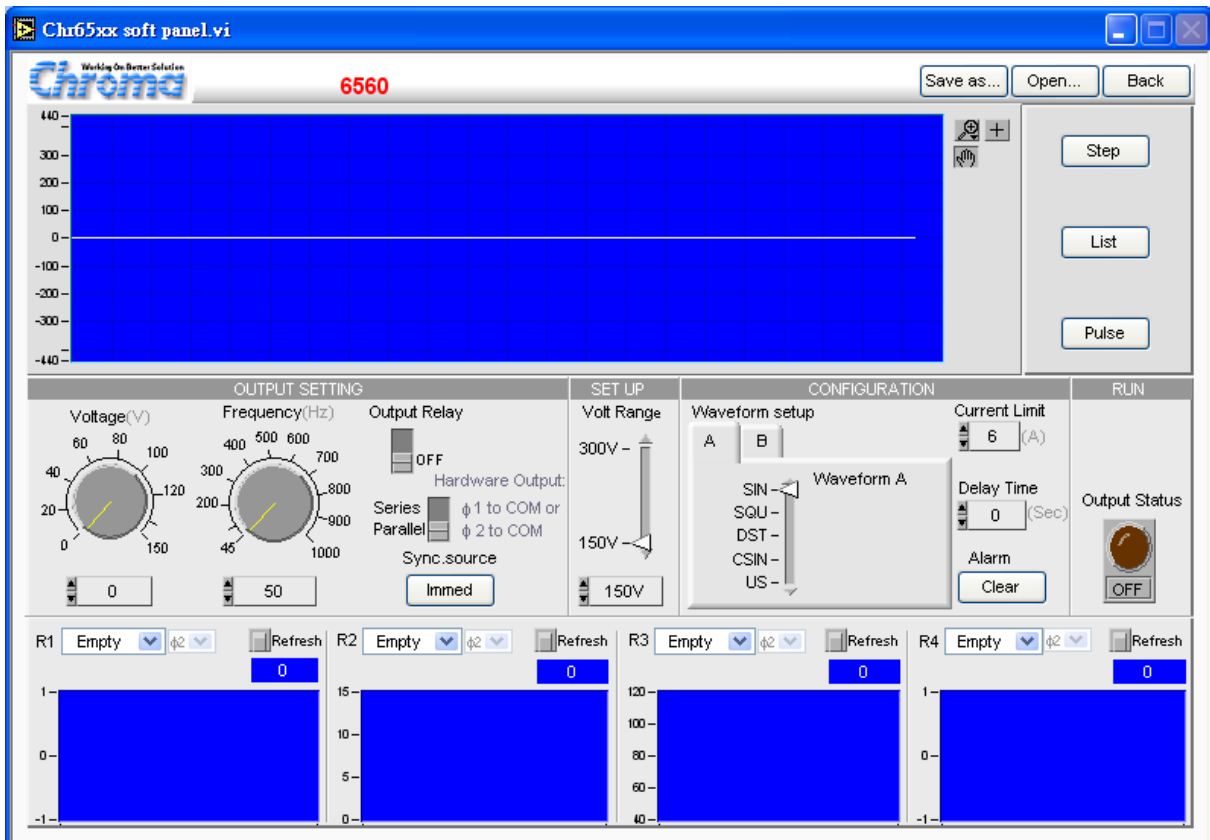 Chr65xx soft panel.vi
Working On Better Solution
Chroma
6560
Save as... Open... Back
440
300
200
100
0
-100
-200
-300
-440
Step
List
Pulse
OUTPUT SETTING SET UP CONFIGURATION RUN
Voltage(V)
0 20 40 60 80 100 120 150
0
Frequency(Hz)
45 200 300 400 500 600 700 800 900 1000
50
Output Relay
OFF
Hardware Output:
Series ϕ1 to COM or
Parallel ϕ2 to COM
Sync.source
Immed
Volt Range
300V
150V
150V
Waveform setup
A B
Waveform A
SIN
SQU
DST
CSIN
US
Current Limit
6 (A)
Delay Time
0 (Sec)
Alarm
Clear
Output Status
OFF
R1 Empty ϕ2 Refresh
0
1
0
-1
R2 Empty ϕ2 Refresh
0
15
10
5
0
R3 Empty ϕ2 Refresh
0
120
100
80
60
40
R4 Empty ϕ2 Refresh
0
1
0
-1